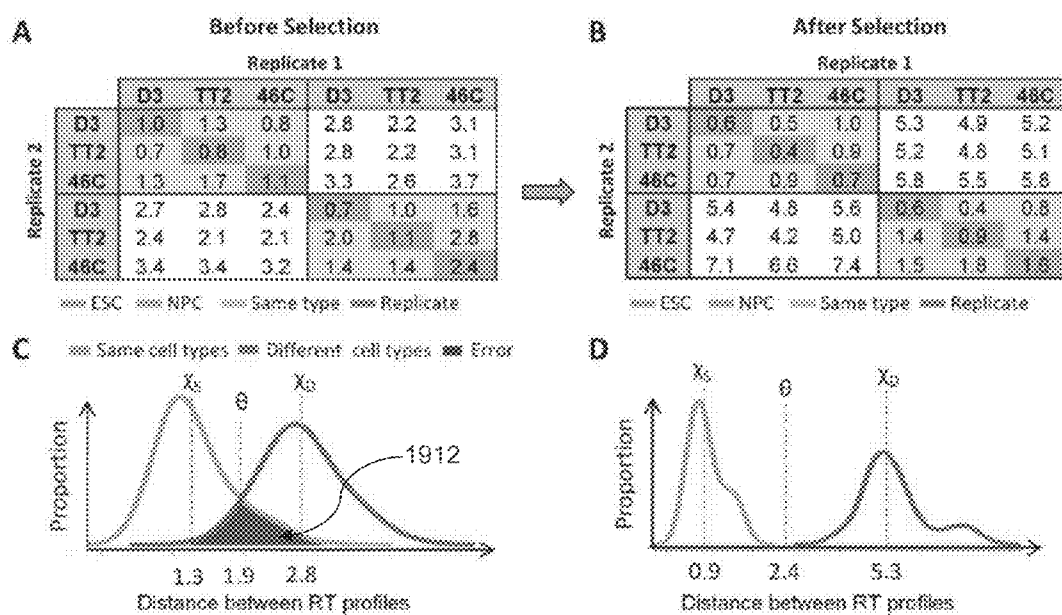 A Before Selection
Replicate 1
D3 TT2 46C D3 TT2 46C
Replicate 2
D3 1.0 1.3 0.8 2.8 2.2 3.1
TT2 0.7 0.8 1.0 2.8 2.2 3.1
46C 1.3 1.7 1.1 3.3 2.6 3.7
D3 2.7 2.8 2.4 0.7 1.0 1.6
TT2 2.4 2.1 2.1 2.0 1.1 2.8
46C 3.4 3.4 3.2 1.4 1.4 2.4
ESC NPC Same type Replicate
B After Selection
Replicate 1
D3 TT2 46C D3 TT2 46C
Replicate 2
D3 0.6 0.5 1.0 5.3 4.9 5.2
TT2 0.7 0.4 0.9 5.2 4.8 5.1
46C 0.7 0.9 0.7 5.8 5.5 5.8
D3 5.4 4.8 5.6 0.6 0.4 0.8
TT2 4.7 4.2 5.0 1.4 0.9 1.4
46C 7.1 6.6 7.4 1.5 1.8
ESC NPC Same type Replicate
C Same cell types Different cell types Error
χS θ χD
1912
Proportion
1.3 1.9 2.8
Distance between RT profiles
D
χS θ χD
Proportion
0.9 2.4 5.3
Distance between RT profiles